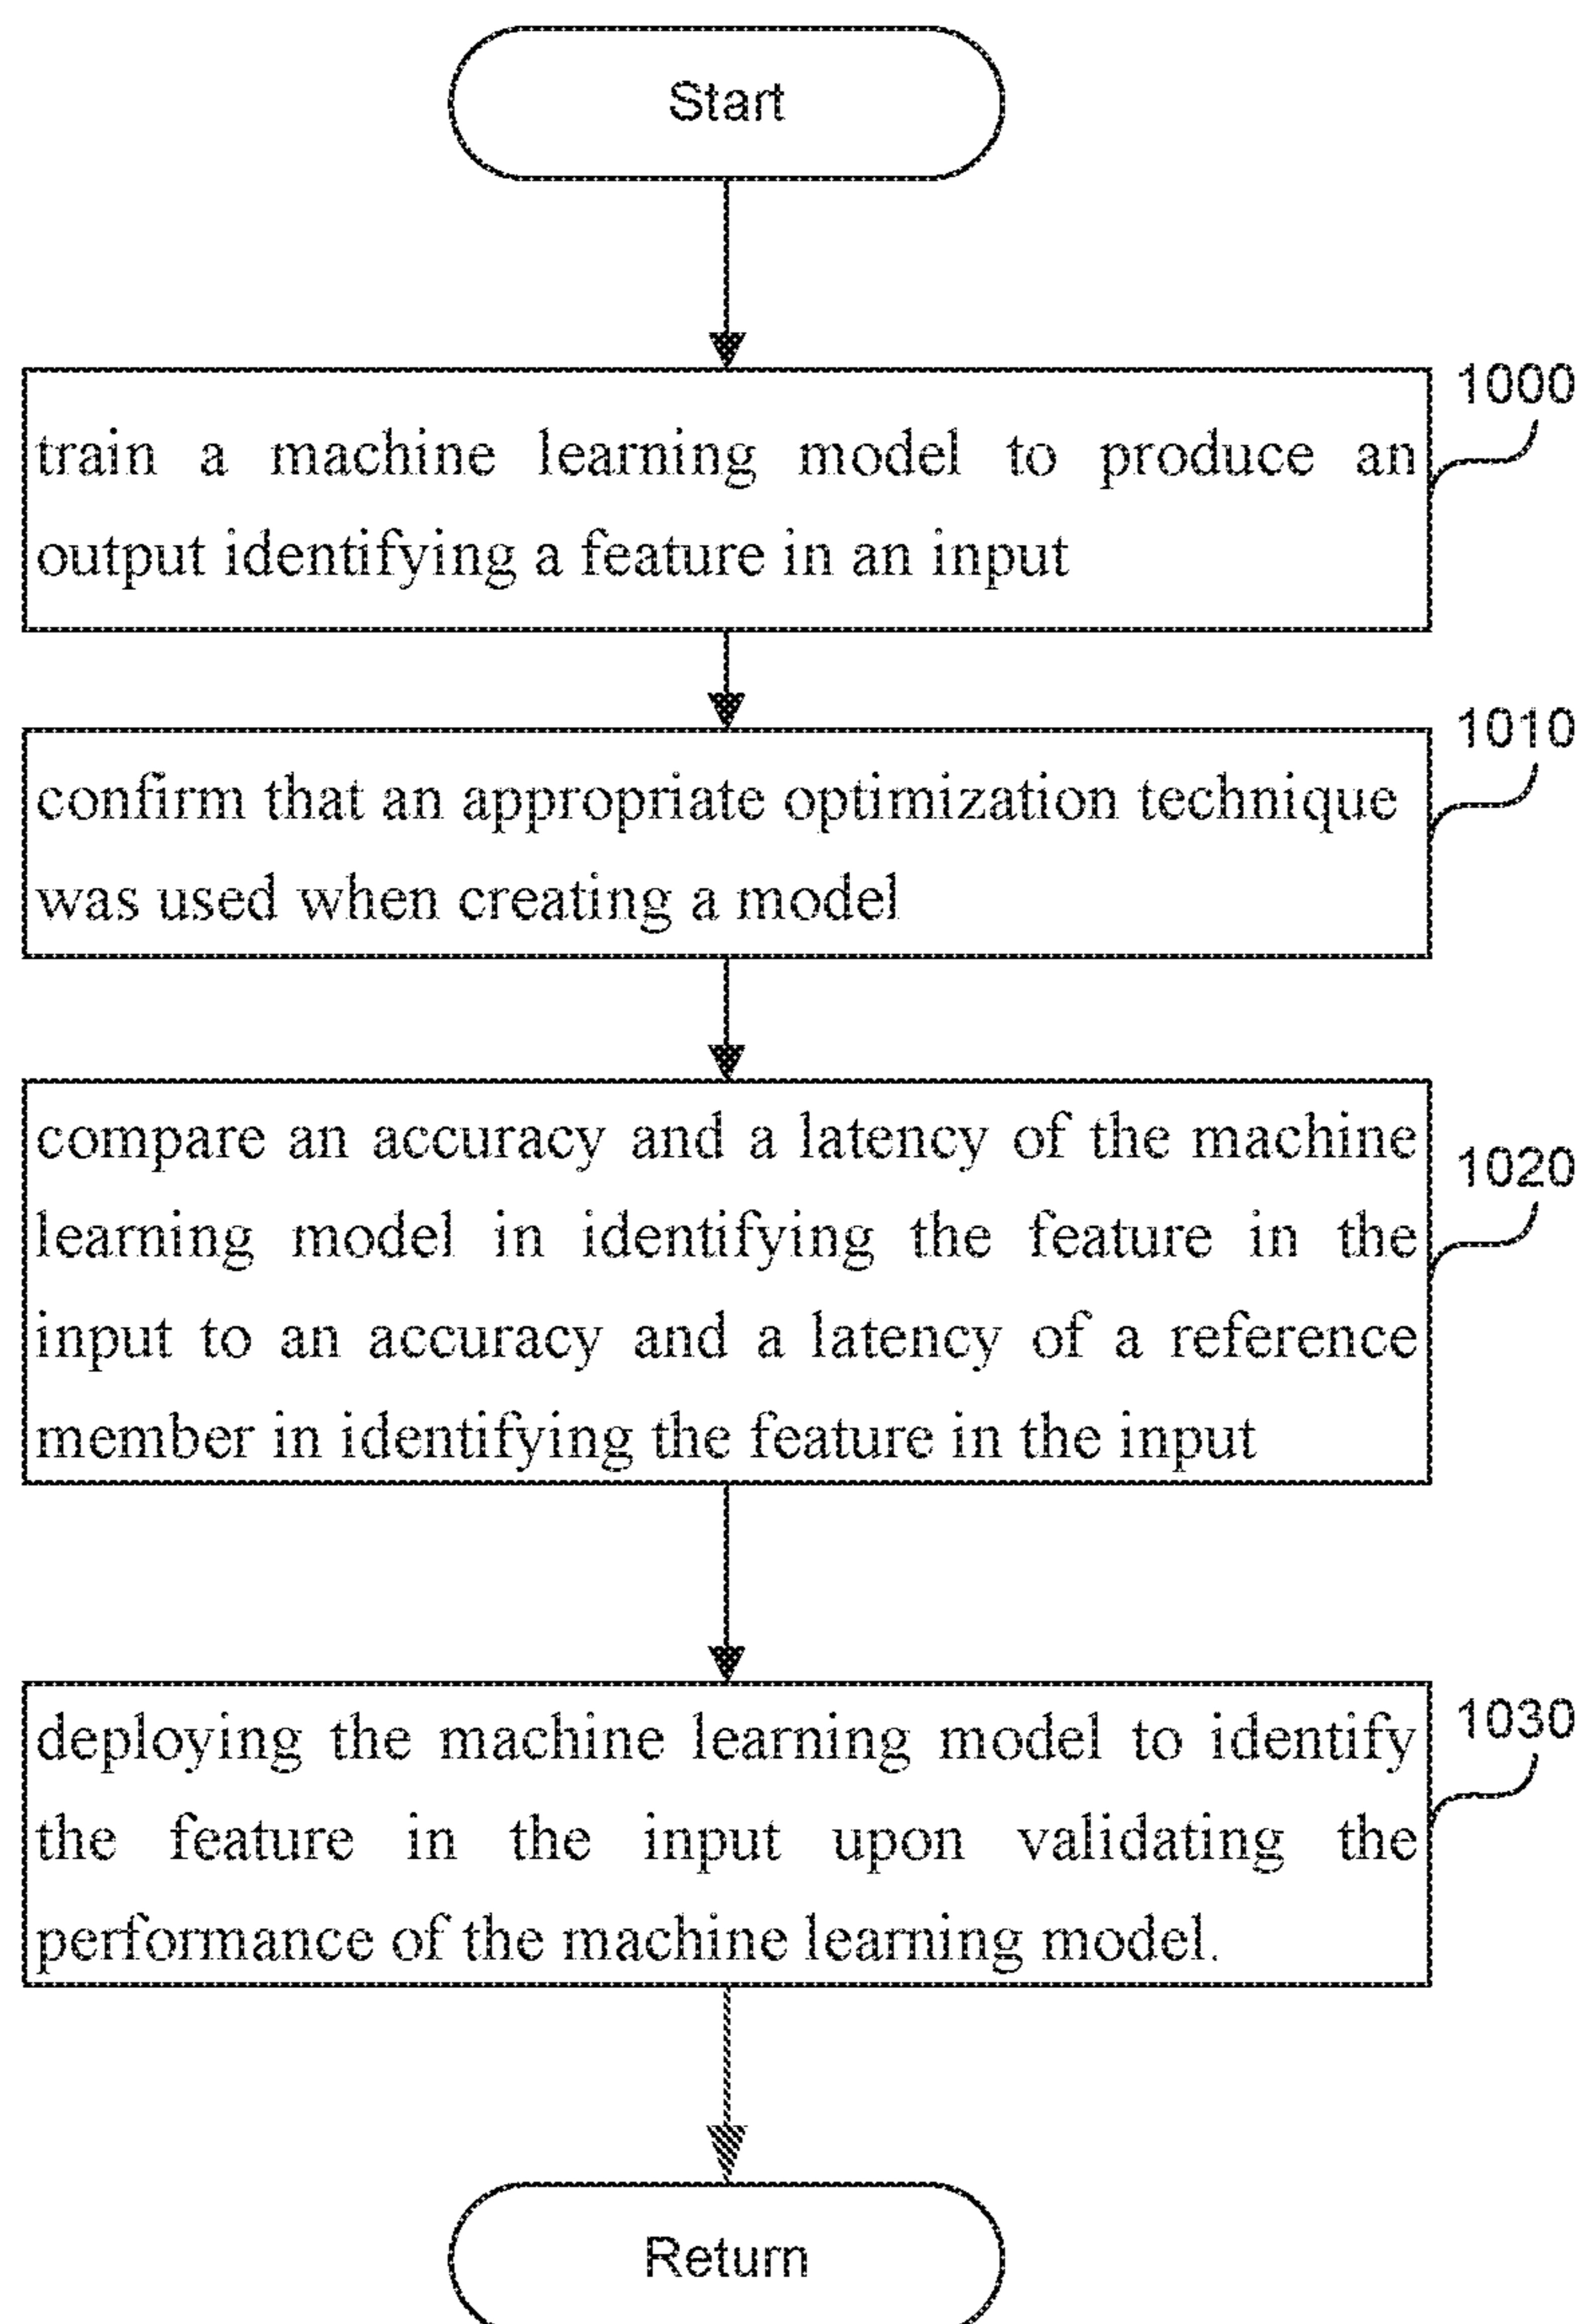 Start
1000
train a machine learning model to produce an
output identifying a feature in an input
1010
confirm that an appropriate optimization technique
was used when creating a model
compare an accuracy and a latency of the machine
1020
learning model in identifying the feature in the
input to an accuracy and a latency of a reference
member in identifying the feature in the input
1030
deploying the machine learning model to identify
the feature in the input upon validating the
performance of the machine learning model.
Return